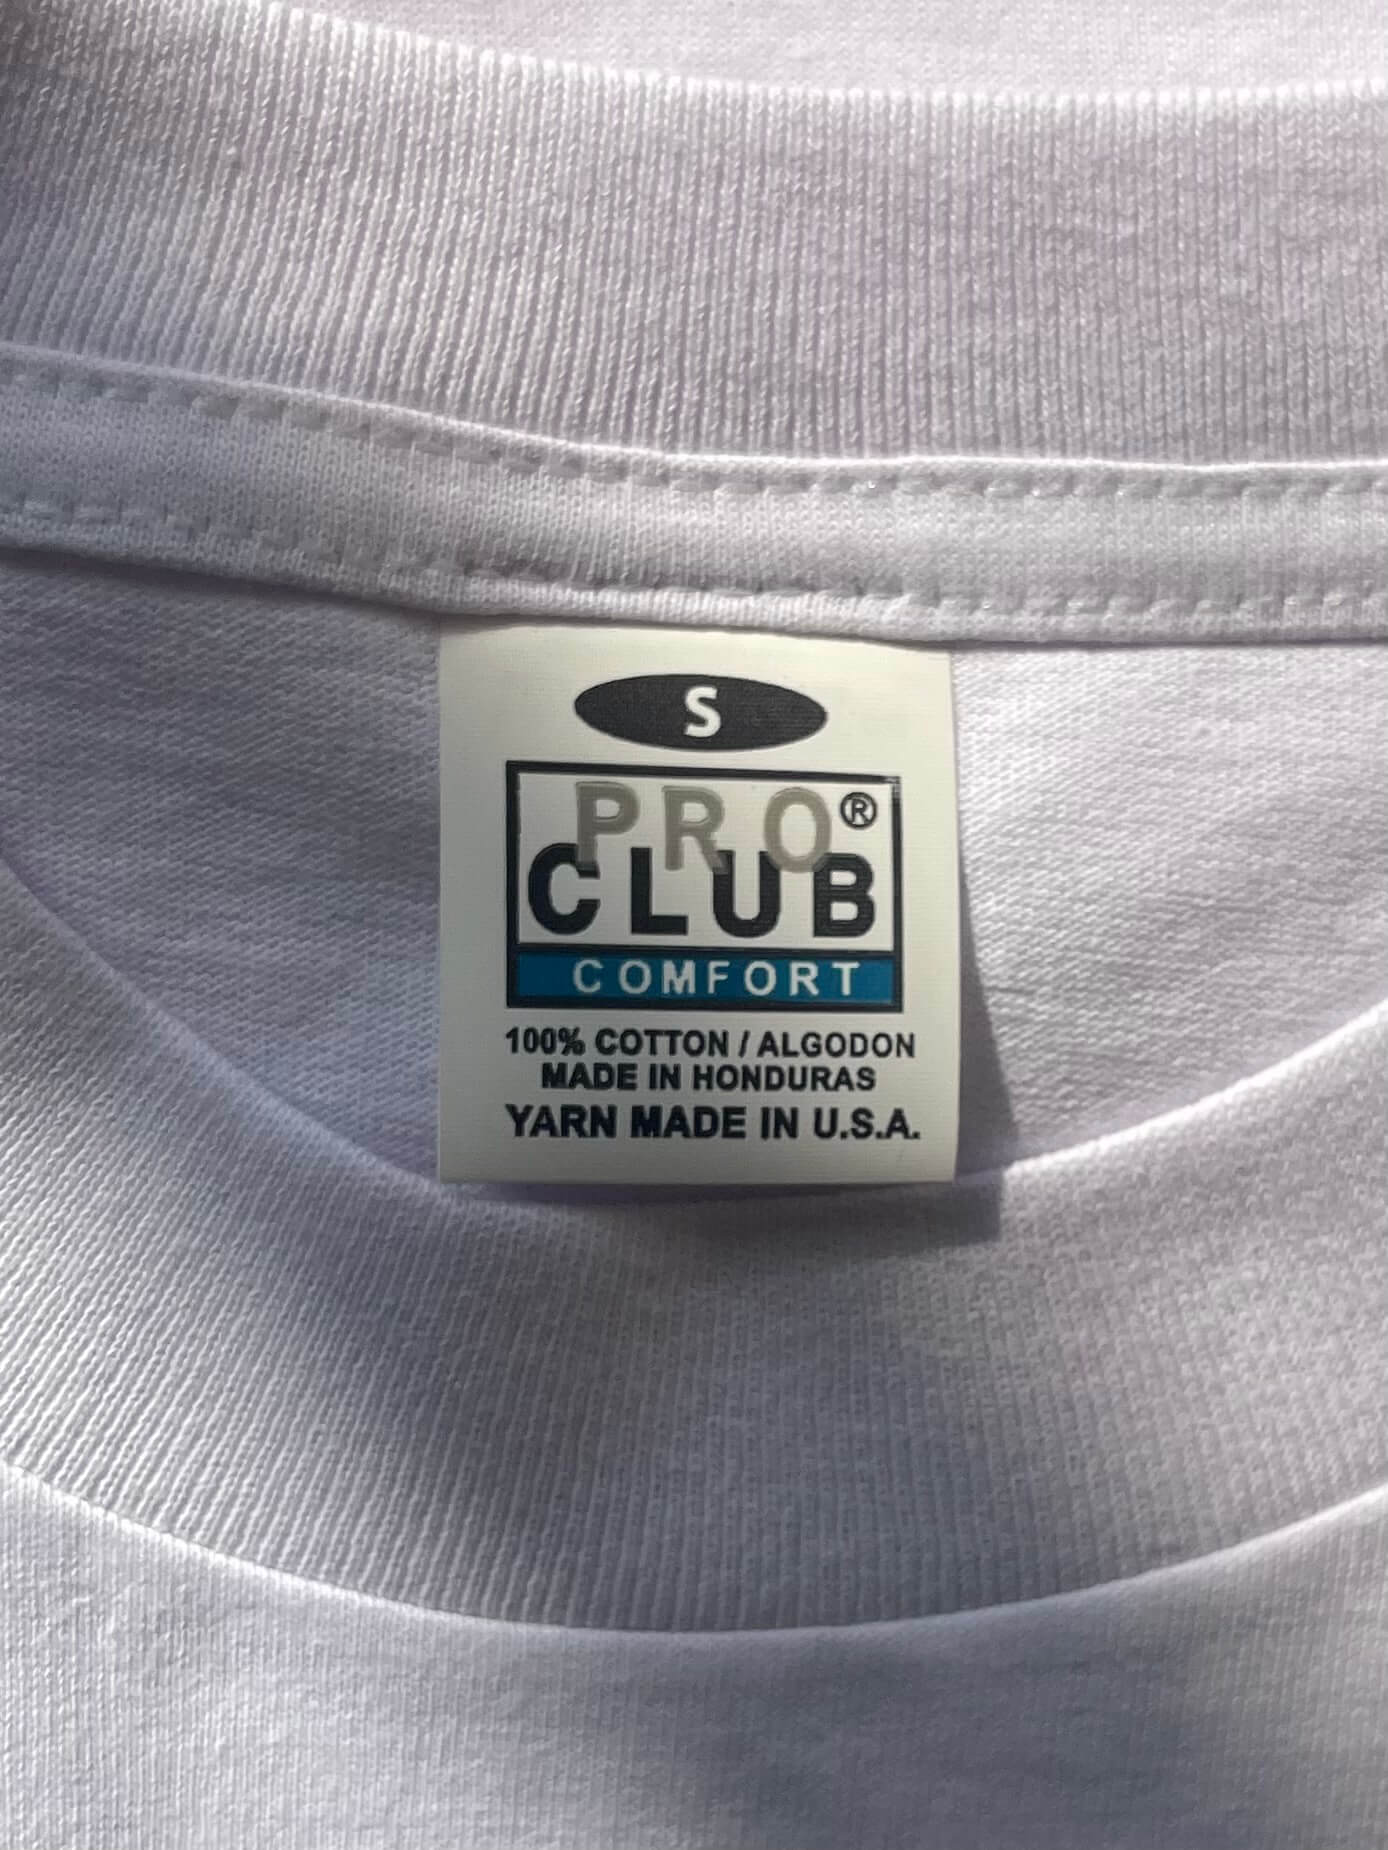 S
PRO®
CLUB
COMFORT
100% COTTON / ALGODON
MADE IN HONDURAS
YARN MADE IN U.S.A.